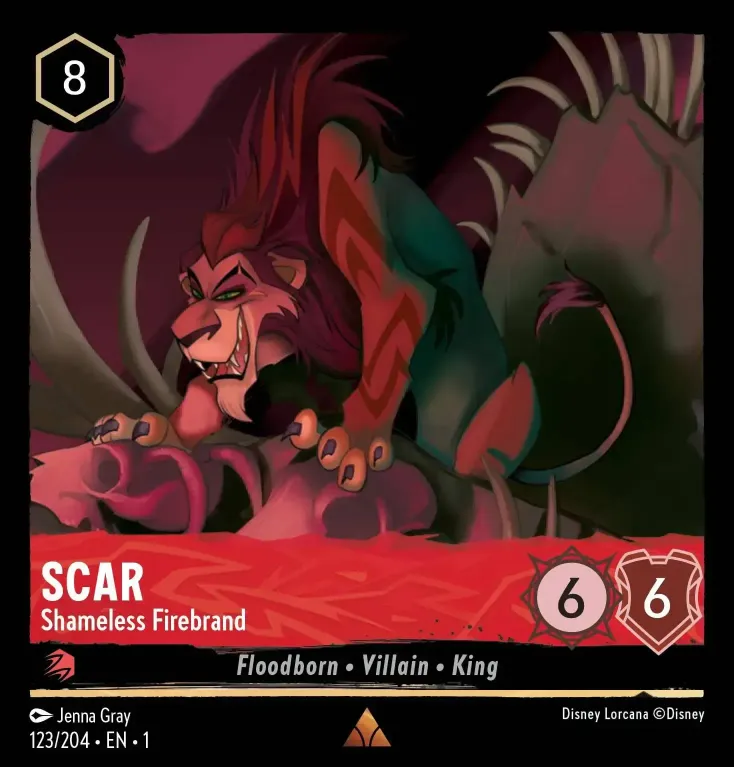 8
SCAR
Shameless Firebrand
6 6
Floodborn • Villain • King
Jenna Gray
Disney Lorcana ©Disney
123/204 • EN • 1